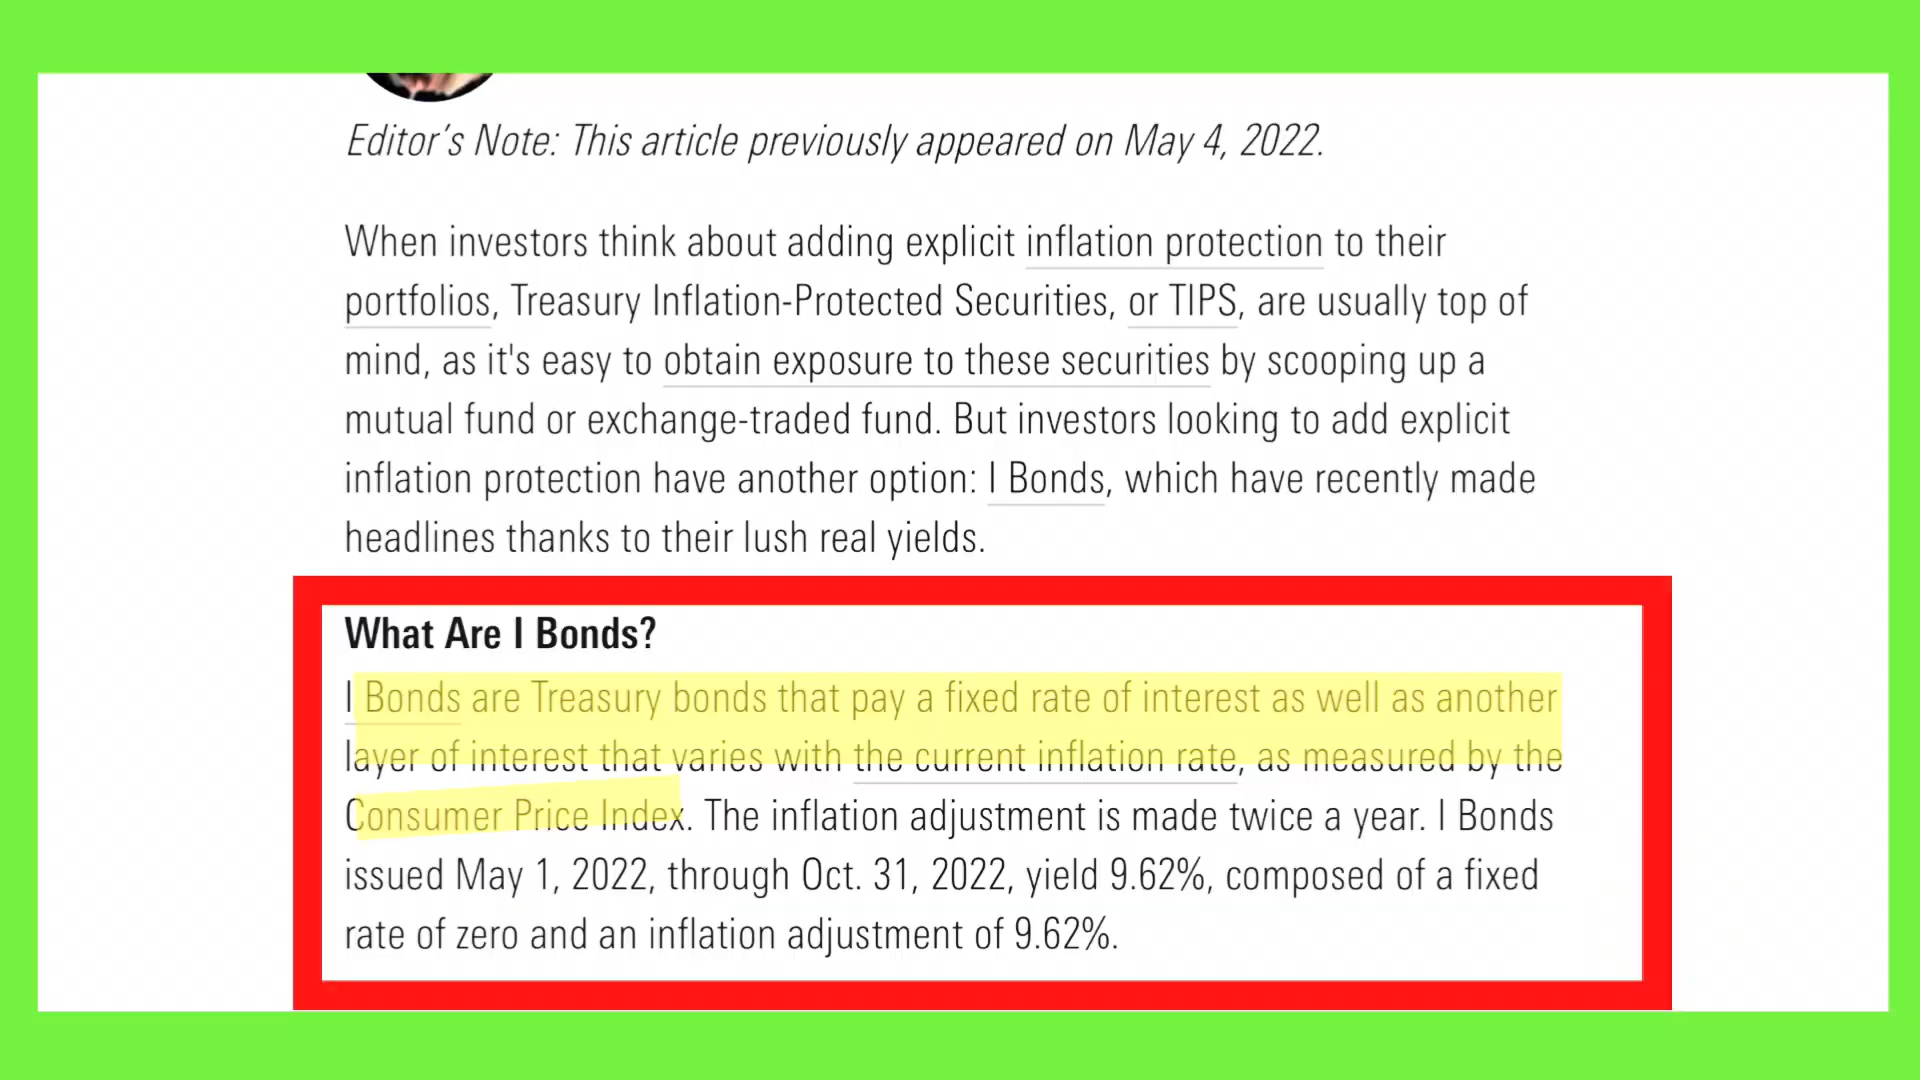 Editor's Note: This article previously appeared on May 4, 2022.
When investors think about adding explicit inflation protection to their
portfolios, Treasury Inflation-Protected Securities, or TIPS, are usually top of
mind, as it's easy to obtain exposure to these securities by scooping up a
mutual fund or exchange-traded fund. But investors looking to add explicit
inflation protection have another option: I Bonds, which have recently made
headlines thanks to their lush real yields.
What Are I Bonds?
I Bonds are Treasury bonds that pay a fixed rate of interest as well as another
layer of interest that varies with the current inflation rate, as measured by the
Consumer Price Index. The inflation adjustment is made twice a year. I Bonds
issued May 1, 2022, through Oct. 31, 2022, yield 9.62%, composed of a fixed
rate of zero and an inflation adjustment of 9.62%.